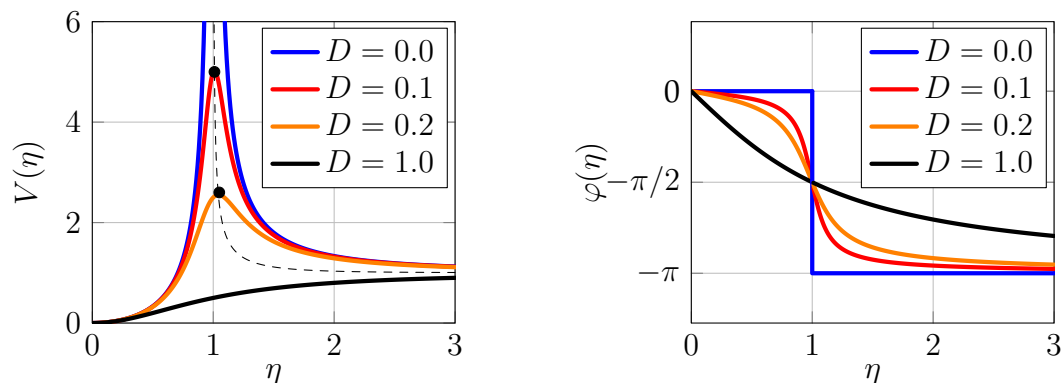 6
4
2
0
V(η)
0
1
2
3
η
D = 0.0
D = 0.1
D = 0.2
D = 1.0
0
−π/2
−π
φ(η)
0
1
2
3
η
D = 0.0
D = 0.1
D = 0.2
D = 1.0